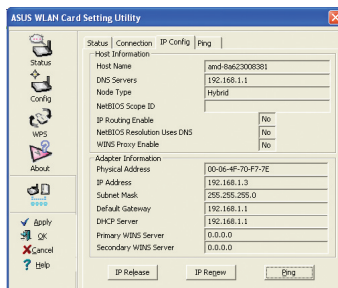 ASUS WLAN Card Setting Utility
Status
Config
WPS
About
Apply
OK
Cancel
Help
Status Connection IP Config Ping
Host Information
Host Name amd-8a623008381
DNS Servers 192.168.1.1
Node Type Hybrid
NetBIOS Scope ID
IP Routing Enable No
NetBIOS Resolution Uses DNS No
WINS Proxy Enable No
Adapter Information
Physical Address 00-06-4F-70-F7-7E
IP Address 192.168.1.3
Subnet Mask 255.255.255.0
Default Gateway 192.168.1.1
DHCP Server 192.168.1.1
Primary WINS Server 0.0.0.0
Secondary WINS Server 0.0.0.0
IP Release IP Renew Ping